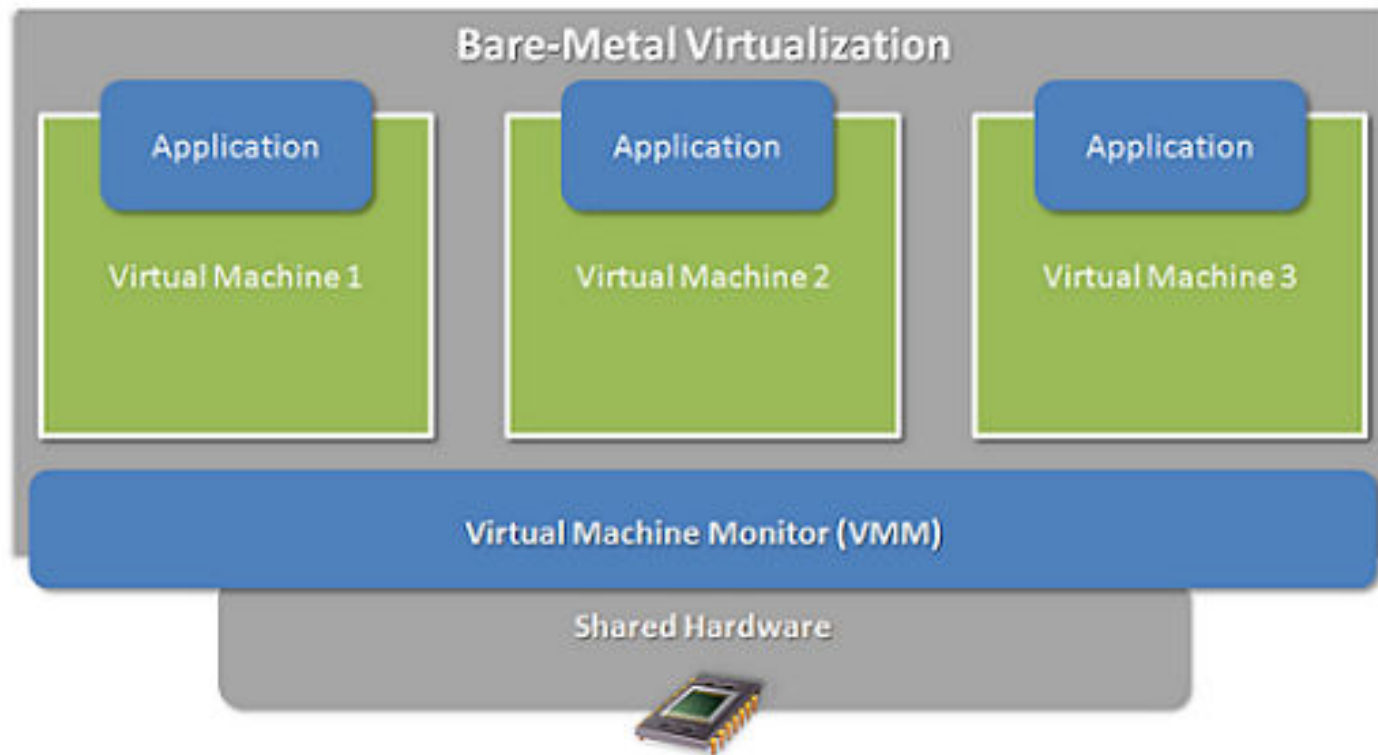 Bare-Metal Virtualization
Application
Application
Application
Virtual Machine 1
Virtual Machine 2
Virtual Machine 3
Virtual Machine Monitor (VMM)
Shared Hardware